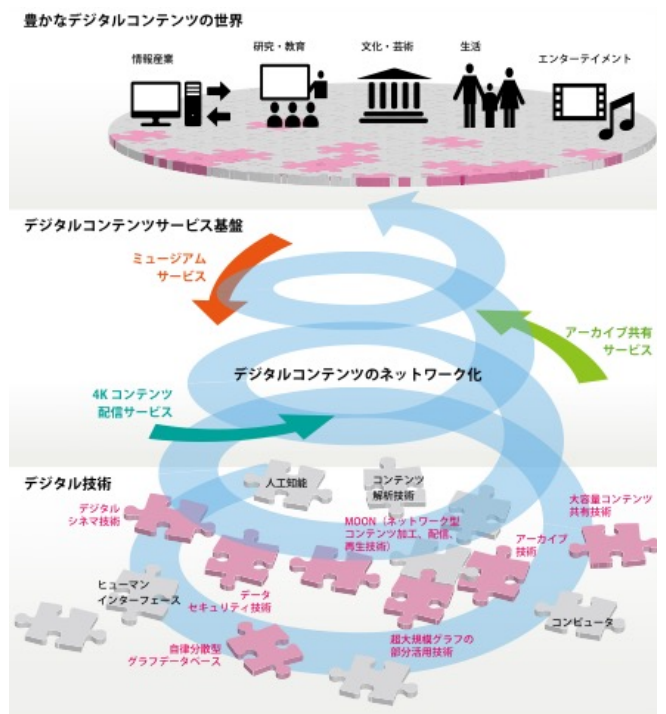 豊かなデジタルコンテンツの世界
情報産業
研究・教育
文化・芸術
生活
エンターテイメント
デジタルコンテンツサービス基盤
ミュージアム
サービス
アーカイブ共有
サービス
デジタルコンテンツのネットワーク化
4K コンテンツ
配信サービス
デジタル技術
人工知能
コンテンツ
解析技術
デジタル
シネマ技術
MOON（ネットワーク型
コンテンツ加工、配信、
再生技術）
アーカイブ
技術
大容量コンテンツ
共有技術
ヒューマン
インターフェース
データ
セキュリティ技術
コンピュータ
自律分散型
グラフデータベース
超大規模グラフの
部分活用技術